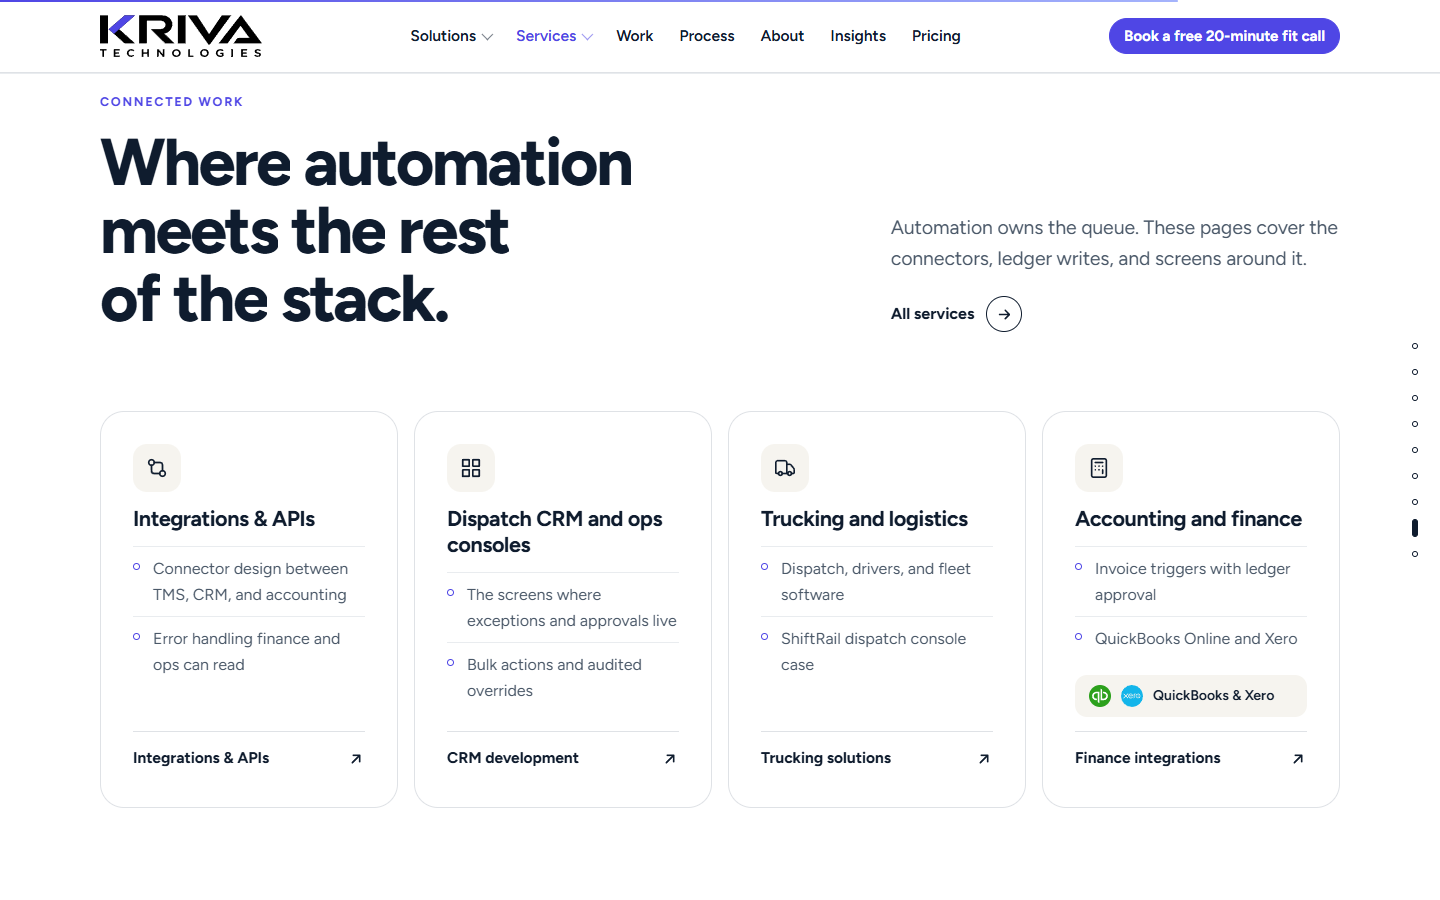 KRIVA
TECHNOLOGIES
Solutions
Services
Work
Process
About
Insights
Pricing
Book a free 20-minute fit call
CONNECTED WORK
Where automation
meets the rest
of the stack.
Automation owns the queue. These pages cover the
connectors, ledger writes, and screens around it.
All services
Integrations & APIs
Connector design between
TMS, CRM, and accounting
Error handling finance and
ops can read
Integrations & APIs
Dispatch CRM and ops
consoles
The screens where
exceptions and approvals live
Bulk actions and audited
overrides
CRM development
Trucking and logistics
Dispatch, drivers, and fleet
software
ShiftRail dispatch console
case
Trucking solutions
Accounting and finance
Invoice triggers with ledger
approval
QuickBooks Online and Xero
qb
xero
QuickBooks & Xero
Finance integrations